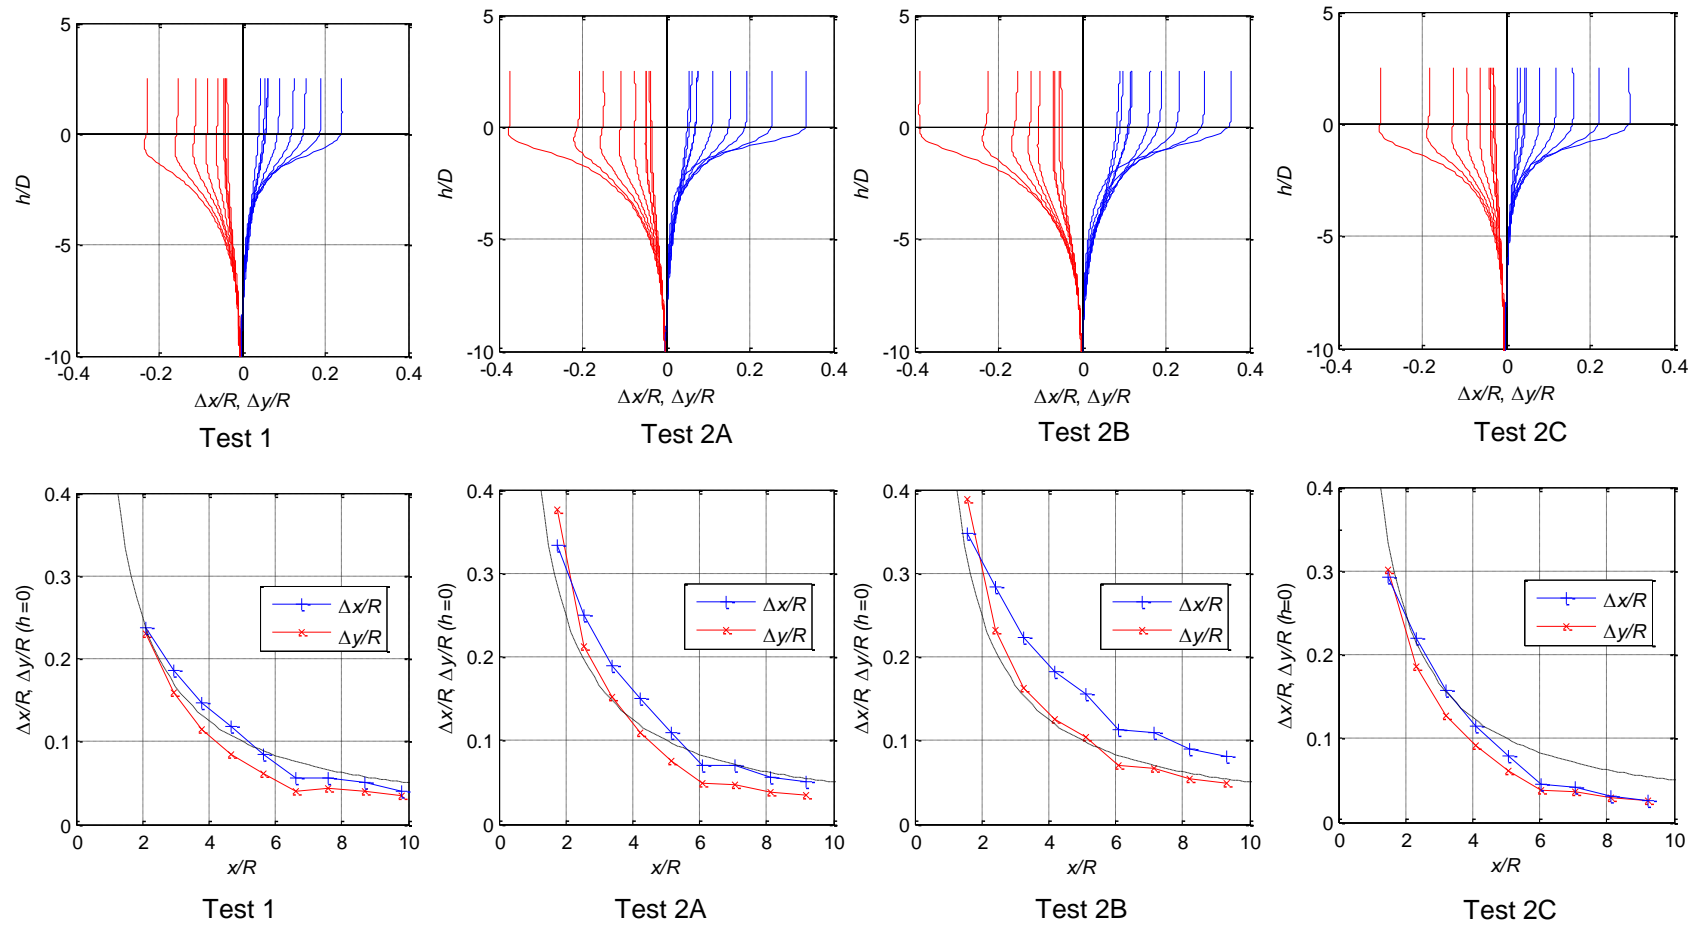 5
0
-5
-10
-0.4
-0.2
0
0.2
0.4
h/D
Δx/R, Δy/R
Test 1
5
0
-5
-10
-0.4
-0.2
0
0.2
0.4
h/D
Δx/R, Δy/R
Test 2A
5
0
-5
-10
-0.4
-0.2
0
0.2
0.4
h/D
Δx/R, Δy/R
Test 2B
5
0
-5
-10
-0.4
-0.2
0
0.2
0.4
h/D
Δx/R, Δy/R
Test 2C
0.4
0.3
0.2
0.1
0
0
2
4
6
8
10
Δx/R, Δy/R (h=0)
Δx/R
Δy/R
x/R
Test 1
0.4
0.3
0.2
0.1
0
0
2
4
6
8
10
Δx/R, Δy/R (h=0)
Δx/R
Δy/R
x/R
Test 2A
0.4
0.3
0.2
0.1
0
0
2
4
6
8
10
Δx/R, Δy/R (h=0)
Δx/R
Δy/R
x/R
Test 2B
0.4
0.3
0.2
0.1
0
0
2
4
6
8
10
Δx/R, Δy/R (h=0)
Δx/R
Δy/R
x/R
Test 2C